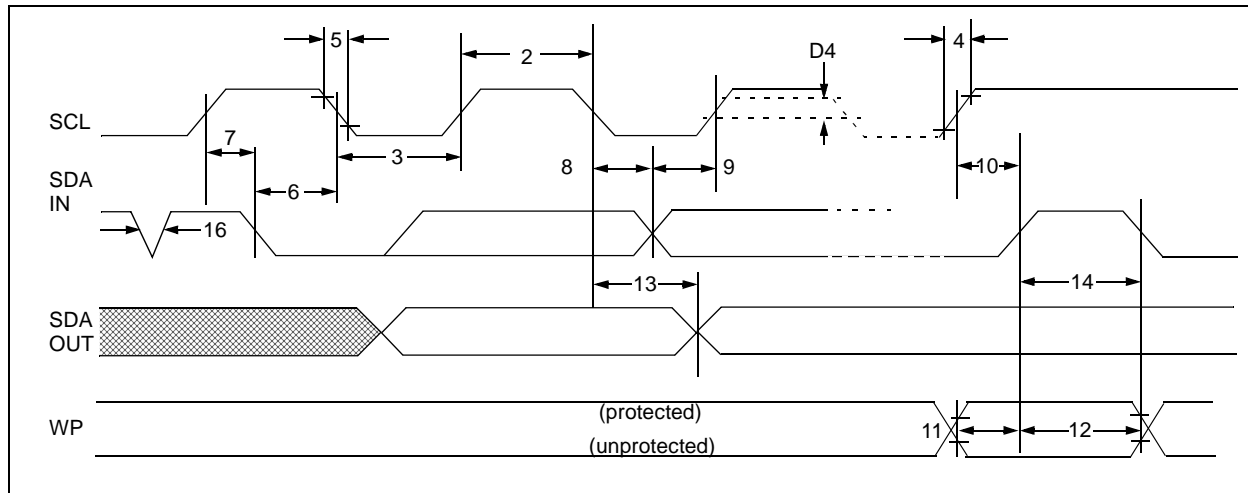 5
2
D4
4
SCL
7
3
8
9
10
SDA
IN
6
16
13
14
SDA
OUT
WP
(protected)
(unprotected)
11
12